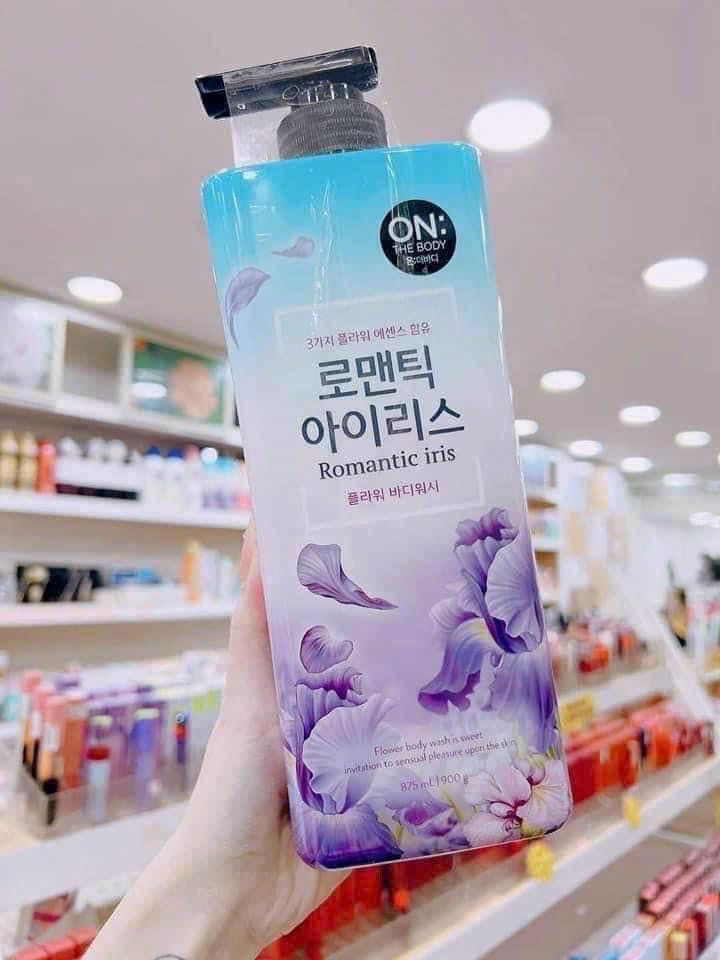 ON:
THE BODY
온:더바디
3가지 플라워 에센스 함유
로맨틱
아이리스
Romantic iris
플라워 바디워시
Flower body wash is sweet
invitation to sensual pleasure upon the skin
875 mL | 900 g